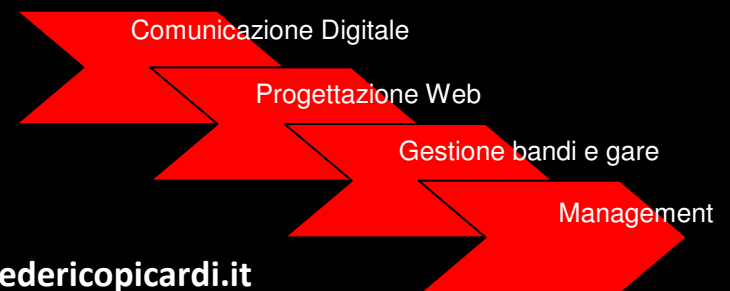 Comunicazione Digitale
Progettazione Web
Gestione bandi e gare
Management
edericopicardi.it